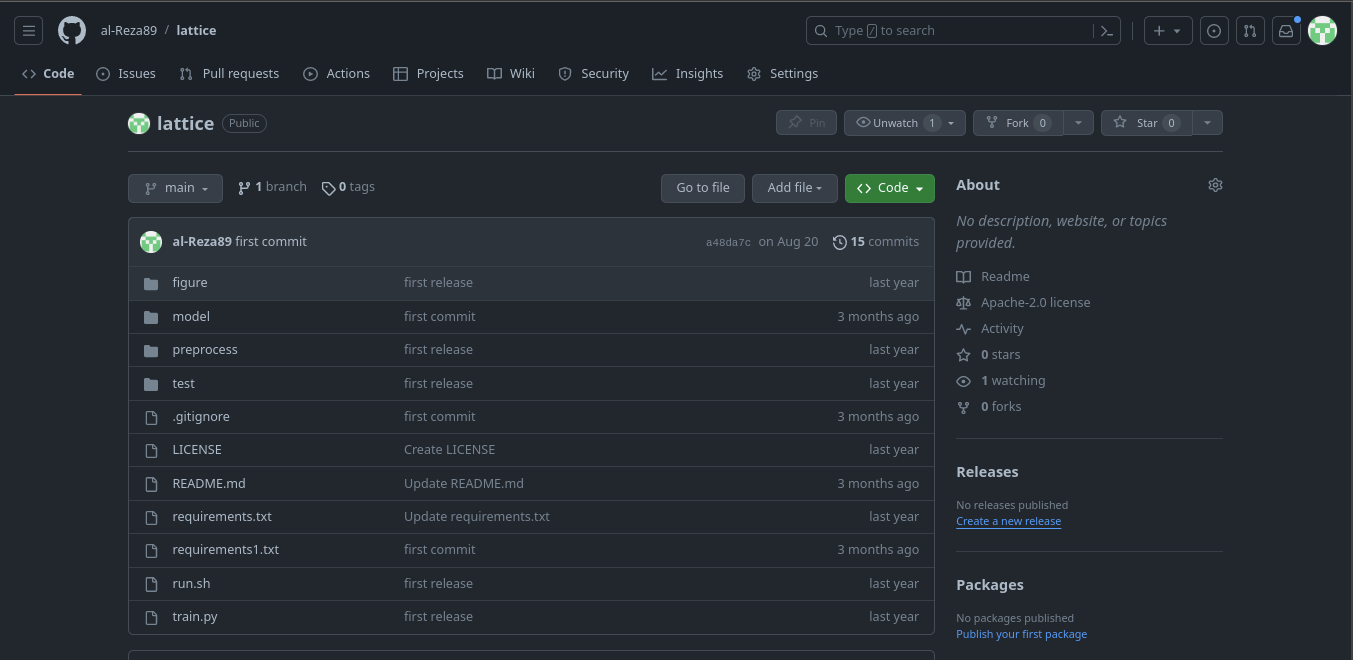 al-Reza89 / lattice
Type / to search
Code Issues Pull requests Actions Projects Wiki Security Insights Settings
lattice Public Pin Unwatch 1 Fork 0 Star 0
main 1 branch 0 tags Go to file Add file Code
al-Reza89 first commit a48da7c on Aug 20 15 commits
figure first release last year
model first commit 3 months ago
preprocess first release last year
test first release last year
.gitignore first commit 3 months ago
LICENSE Create LICENSE last year
README.md Update README.md 3 months ago
requirements.txt Update requirements.txt last year
requirements1.txt first commit 3 months ago
run.sh first release last year
train.py first release last year
About
No description, website, or topics
provided.
Readme
Apache-2.0 license
Activity
0 stars
1 watching
0 forks
Releases
No releases published
Create a new release
Packages
No packages published
Publish your first package